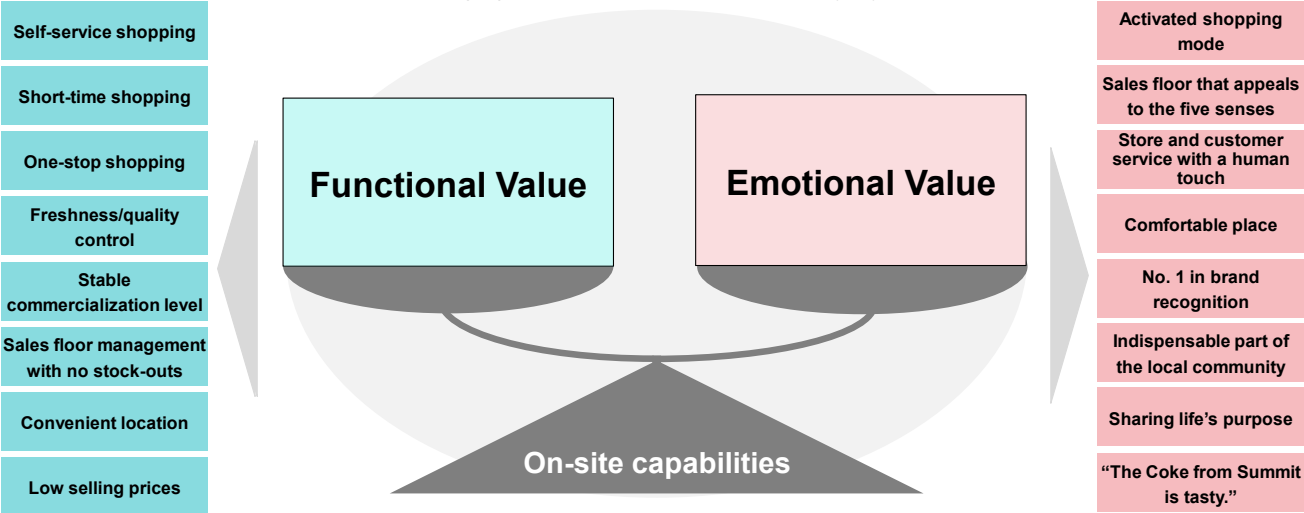 Self-service shopping
Short-time shopping
One-stop shopping
Freshness/quality
control
Stable
commercialization level
Sales floor management
with no stock-outs
Convenient location
Low selling prices
Functional Value
Emotional Value
On-site capabilities
Activated shopping
mode
Sales floor that appeals
to the five senses
Store and customer
service with a human
touch
Comfortable place
No. 1 in brand
recognition
Indispensable part of
the local community
Sharing life’s purpose
“The Coke from Summit
is tasty.”